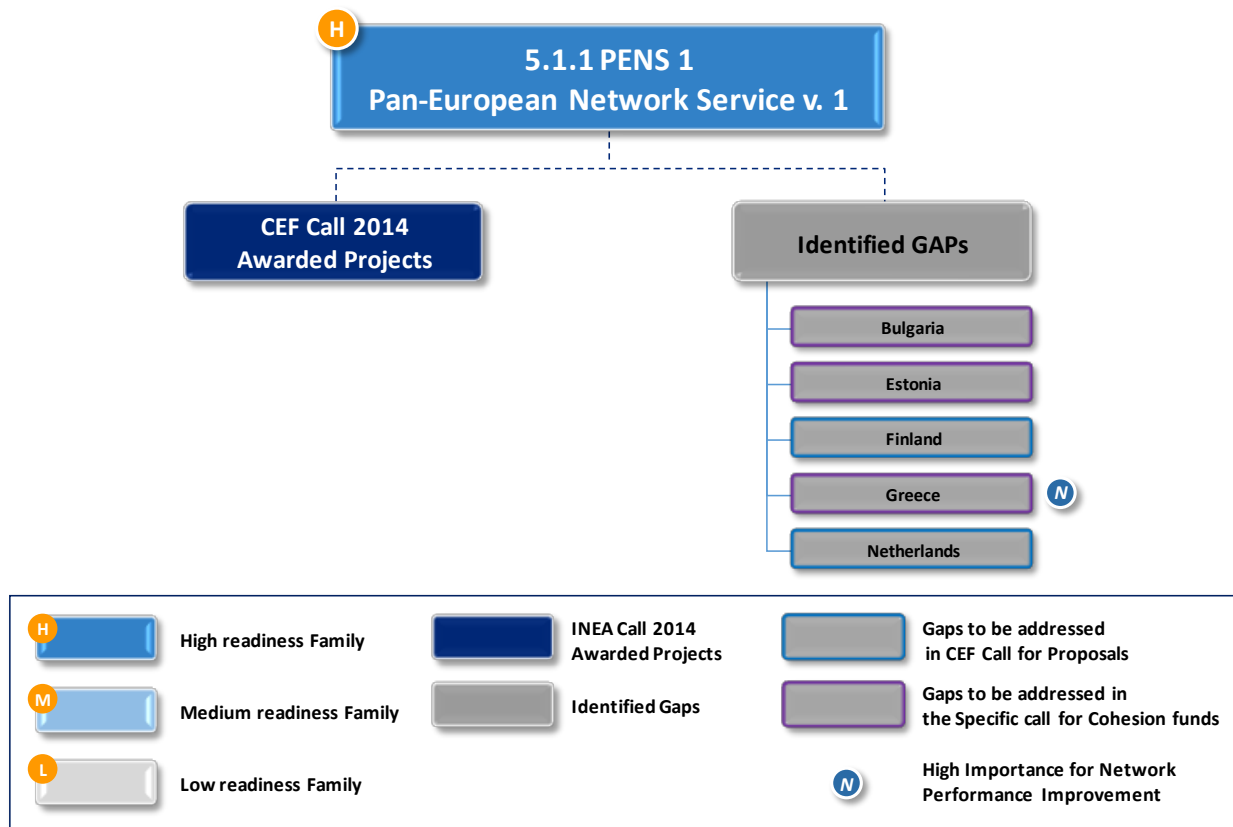 H
5.1.1 PENS 1
Pan-European Network Service v. 1
CEF Call 2014
Awarded Projects
Identified GAPs
Bulgaria
Estonia
Finland
Greece
N
Netherlands
H
High readiness Family
INEA Call 2014
Awarded Projects
Gaps to be addressed
in CEF Call for Proposals
M
Medium readiness Family
Identified Gaps
Gaps to be addressed in
the Specific call for Cohesion funds
L
Low readiness Family
N
High Importance for Network
Performance Improvement